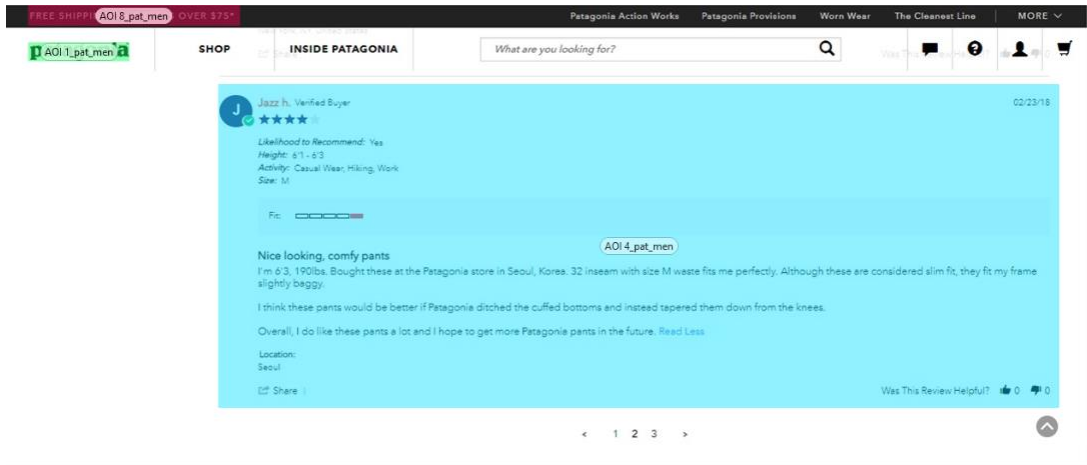 FREE SHIPPI AOI 8_pat_men OVER $75* Patagonia Action Works Patagonia Provisions Worn Wear The Cleanest Line MORE
p AOI 1_pat_men a SHOP INSIDE PATAGONIA What are you looking for?
Share Was This Review Helpful? 0
J Jazz h. Verified Buyer 02/23/18
Likelihood to Recommend: Yes
Height: 6'1 - 6'3
Activity: Casual Wear, Hiking, Work
Size: M
Fit:
AOI 4_pat_men
Nice looking, comfy pants
I'm 6'3, 190lbs. Bought these at the Patagonia store in Seoul, Korea. 32 inseam with size M waste fits me perfectly. Although these are considered slim fit, they fit my frame
slightly baggy.
I think these pants would be better if Patagonia ditched the cuffed bottoms and instead tapered them down from the knees.
Overall, I do like these pants a lot and I hope to get more Patagonia pants in the future. Read Less
Location:
Seoul
Share Was This Review Helpful? 0 0
< 1 2 3 >